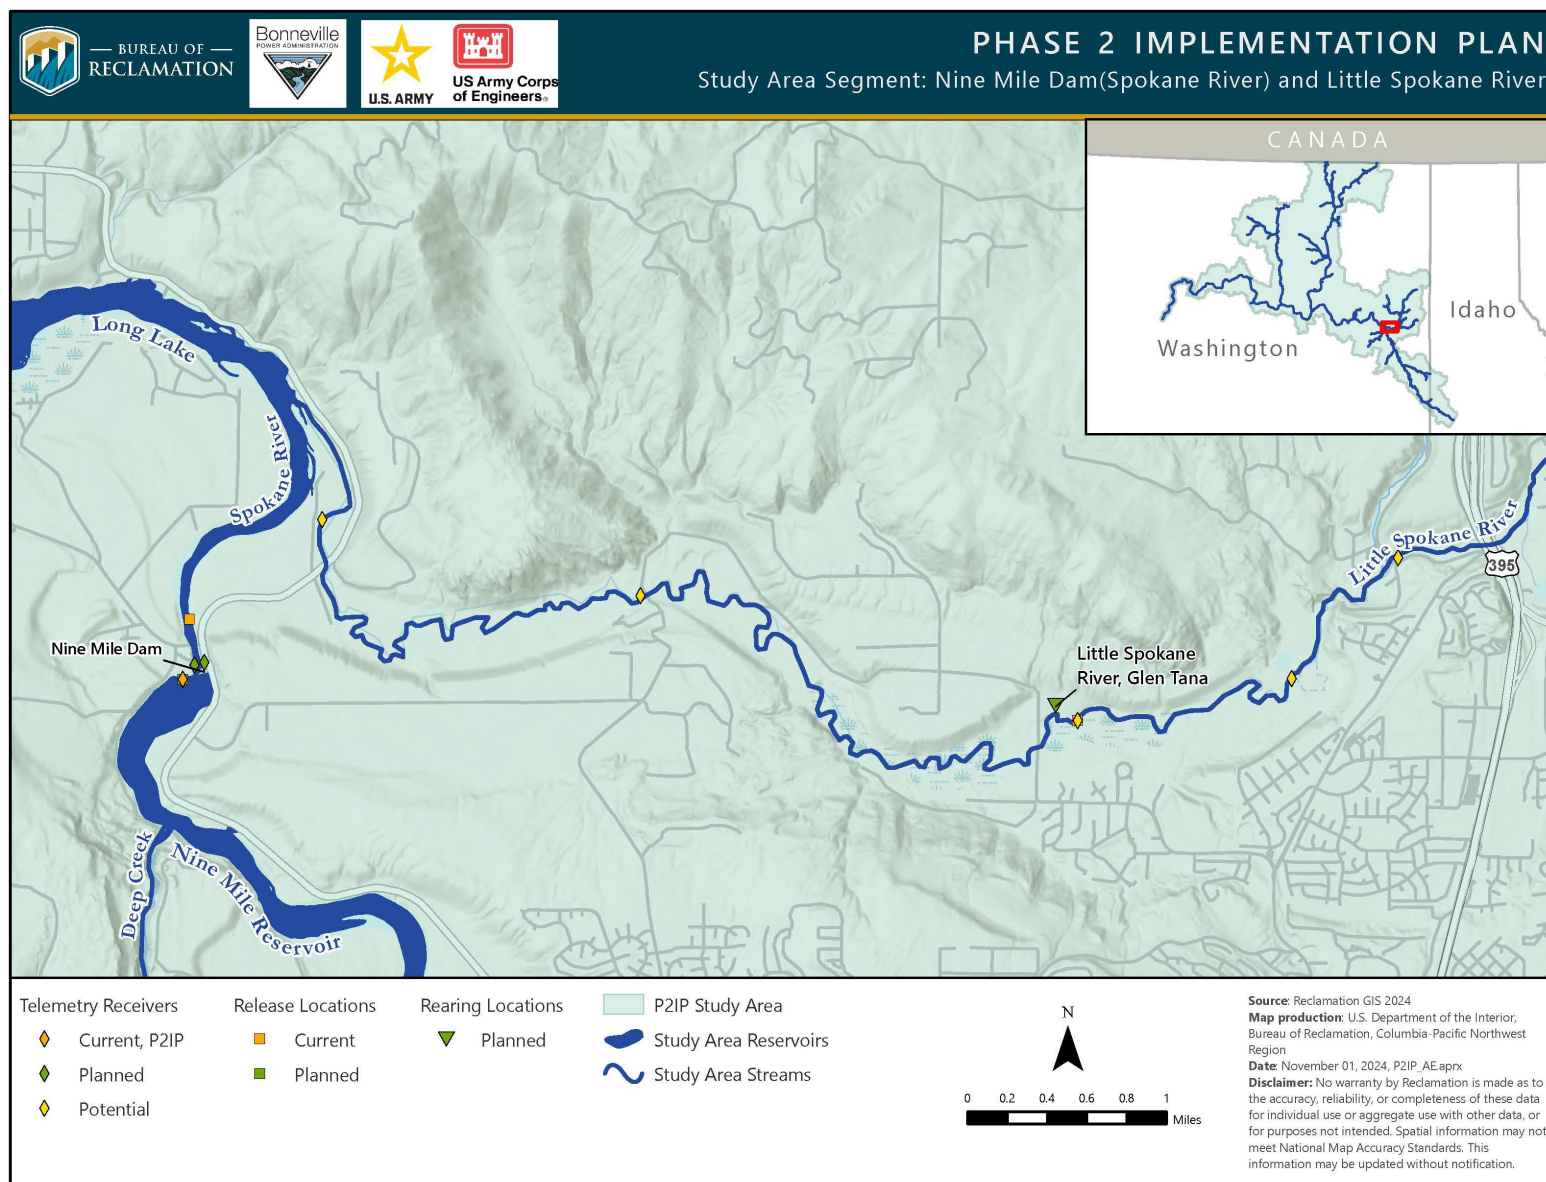 BUREAU OF
RECLAMATION
Bonneville
POWER ADMINISTRATION
U.S. ARMY
US Army Corps
of Engineers®
PHASE 2 IMPLEMENTATION PLAN
Study Area Segment: Nine Mile Dam(Spokane River) and Little Spokane River
CANADA
Idaho
Washington
Long Lake
Spokane River
Little Spokane River
395
Nine Mile Dam
Little Spokane
River, Glen Tana
Deep Creek
Nine Mile Reservoir
Telemetry Receivers
Current, P2IP
Planned
Potential
Release Locations
Current
Planned
Rearing Locations
Planned
P2IP Study Area
Study Area Reservoirs
Study Area Streams
N
0 0.2 0.4 0.6 0.8 1
Miles
Source: Reclamation GIS 2024
Map production: U.S. Department of the Interior,
Bureau of Reclamation, Columbia-Pacific Northwest
Region
Date: November 01, 2024, P2IP_AE.aprx
Disclaimer: No warranty by Reclamation is made as to
the accuracy, reliability, or completeness of these data
for individual use or aggregate use with other data, or
for purposes not intended. Spatial information may not
meet National Map Accuracy Standards. This
information may be updated without notification.